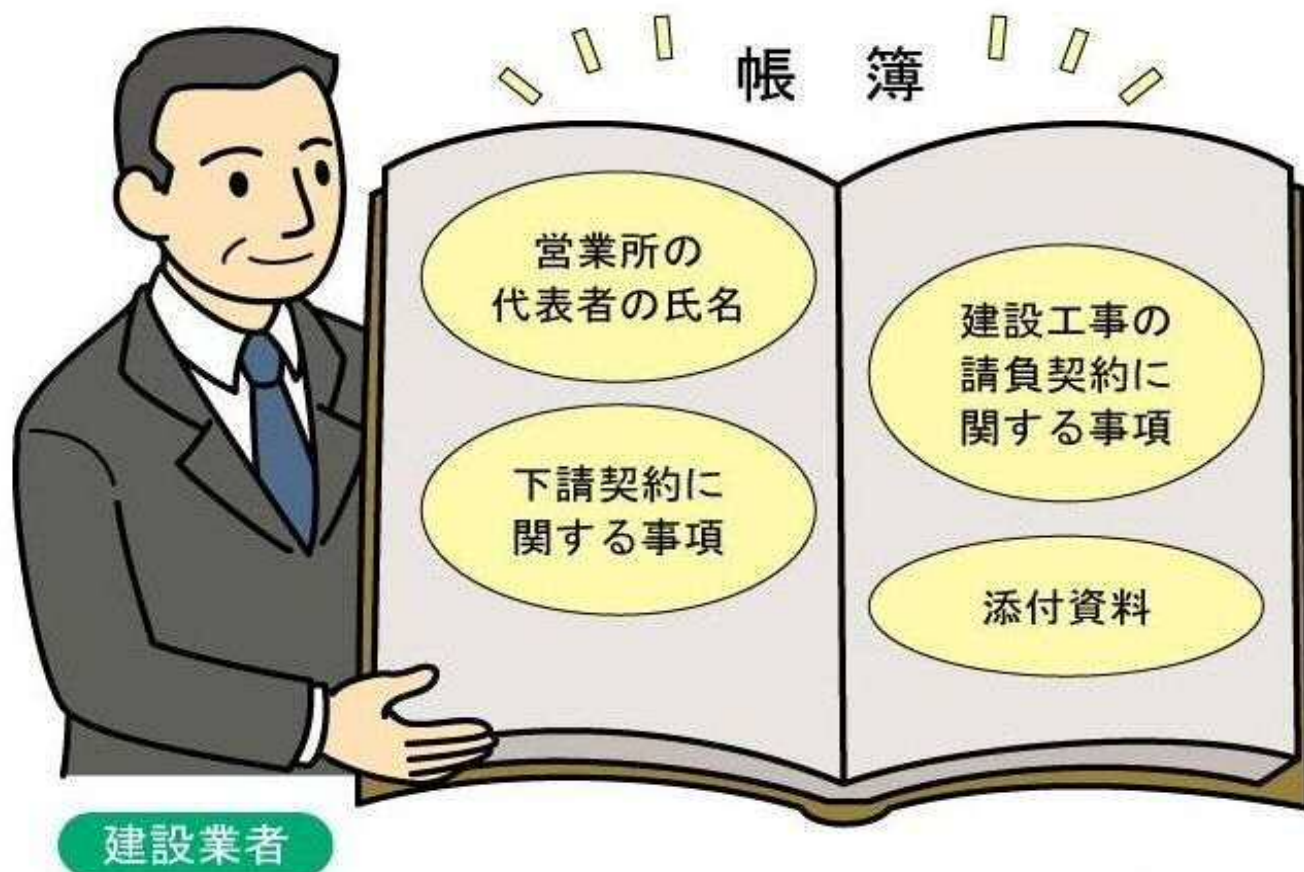 帳簿
営業所の
代表者の氏名
下請契約に
関する事項
建設工事の
請負契約に
関する事項
添付資料
建設業者